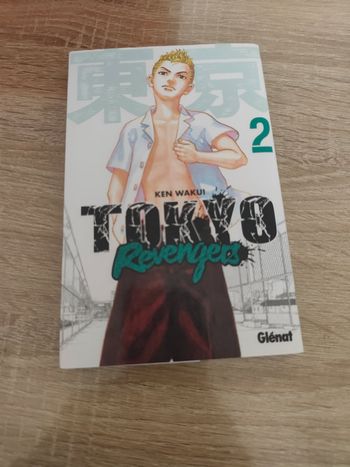 東京
2
KEN WAKUI
TOKYO
Revengers
Glénat